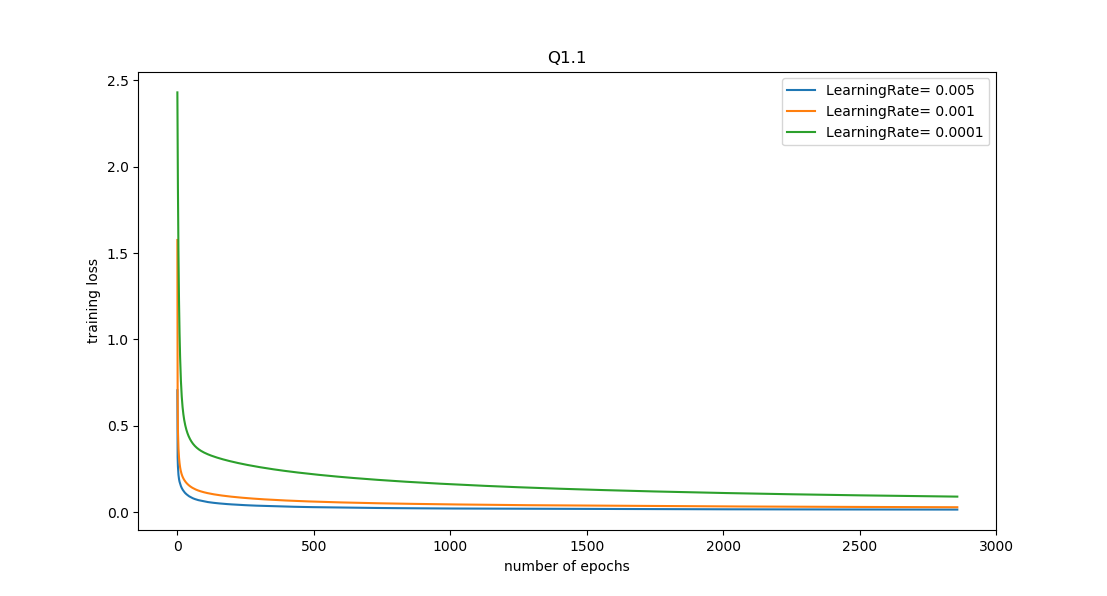 Q1.1
2.5
2.0
1.5
1.0
0.5
0.0
training loss
LearningRate= 0.005
LearningRate= 0.001
LearningRate= 0.0001
0 500 1000 1500 2000 2500 3000
number of epochs